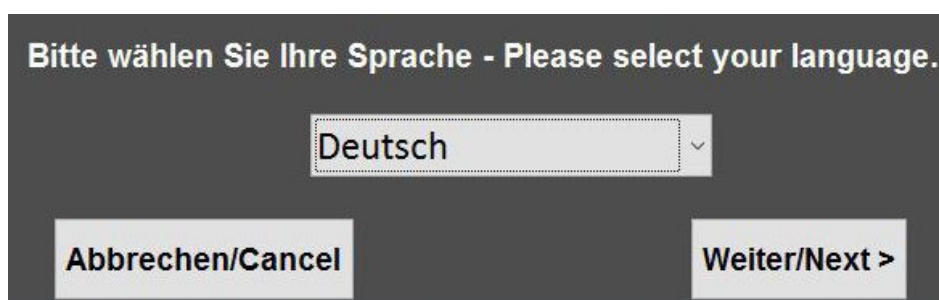 Bitte wählen Sie Ihre Sprache - Please select your language.
Deutsch
Abbrechen/Cancel
Weiter/Next >